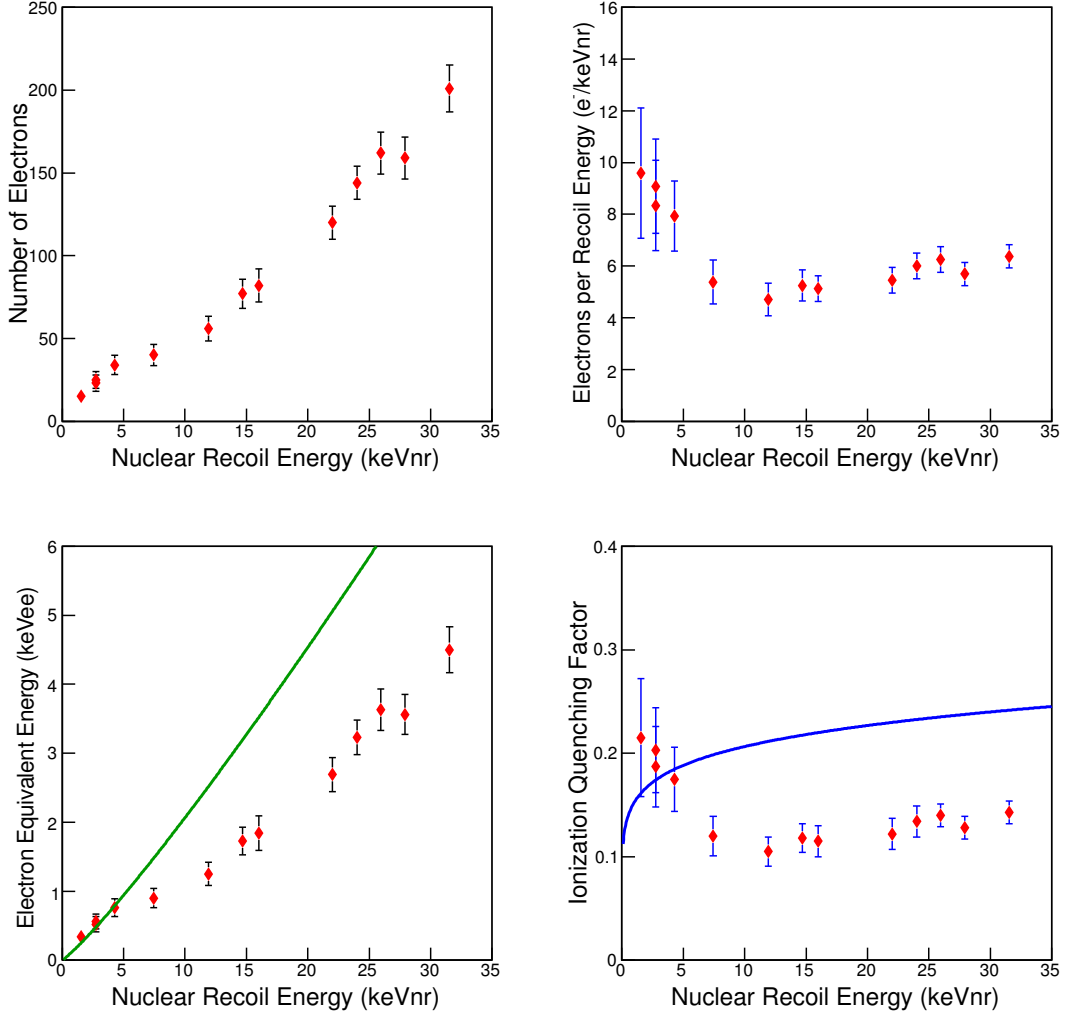 250
200
150
100
50
0
0 5 10 15 20 25 30 35
Number of Electrons
Nuclear Recoil Energy (keVnr)
16
14
12
10
8
6
4
2
0
0 5 10 15 20 25 30 35
Electrons per Recoil Energy (e⁻/keVnr)
Nuclear Recoil Energy (keVnr)
6
5
4
3
2
1
0
0 5 10 15 20 25 30 35
Electron Equivalent Energy (keVee)
Nuclear Recoil Energy (keVnr)
0.4
0.3
0.2
0.1
0
0 5 10 15 20 25 30 35
Ionization Quenching Factor
Nuclear Recoil Energy (keVnr)